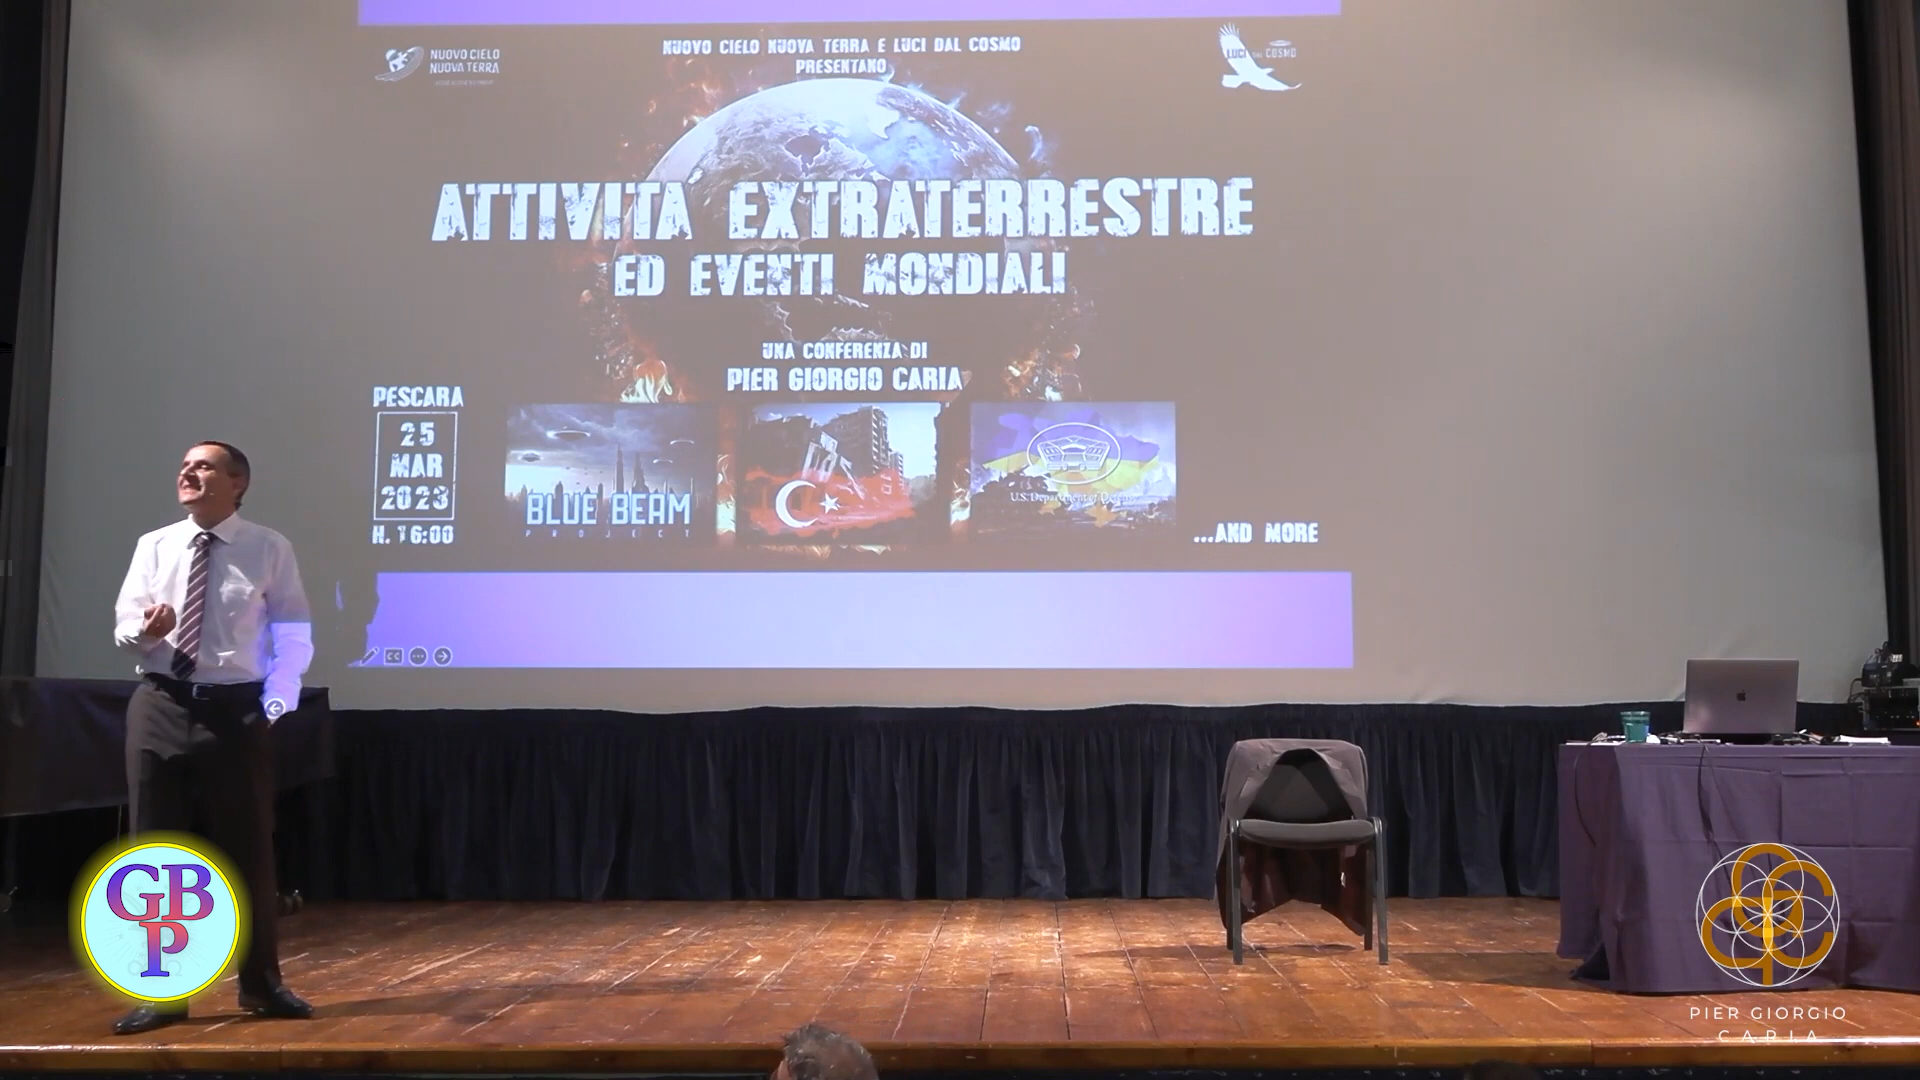 NUOVO CIELO
NUOVA TERRA
NUOVO CIELO NUOVA TERRA E LUCI DAL COSMO
PRESENTANO
LUCI DAL COSMO
ATTIVITA' EXTRATERRESTRE
ED EVENTI MONDIALI
UNA CONFERENZA DI
PIER GIORGIO CARIA
PESCARA
25
MAR
2023
H. 16:00
BLUE BEAM
PROJECT
U.S. Department of Defense
...AND MORE
CC
GBP
PIER GIORGIO
CARIA